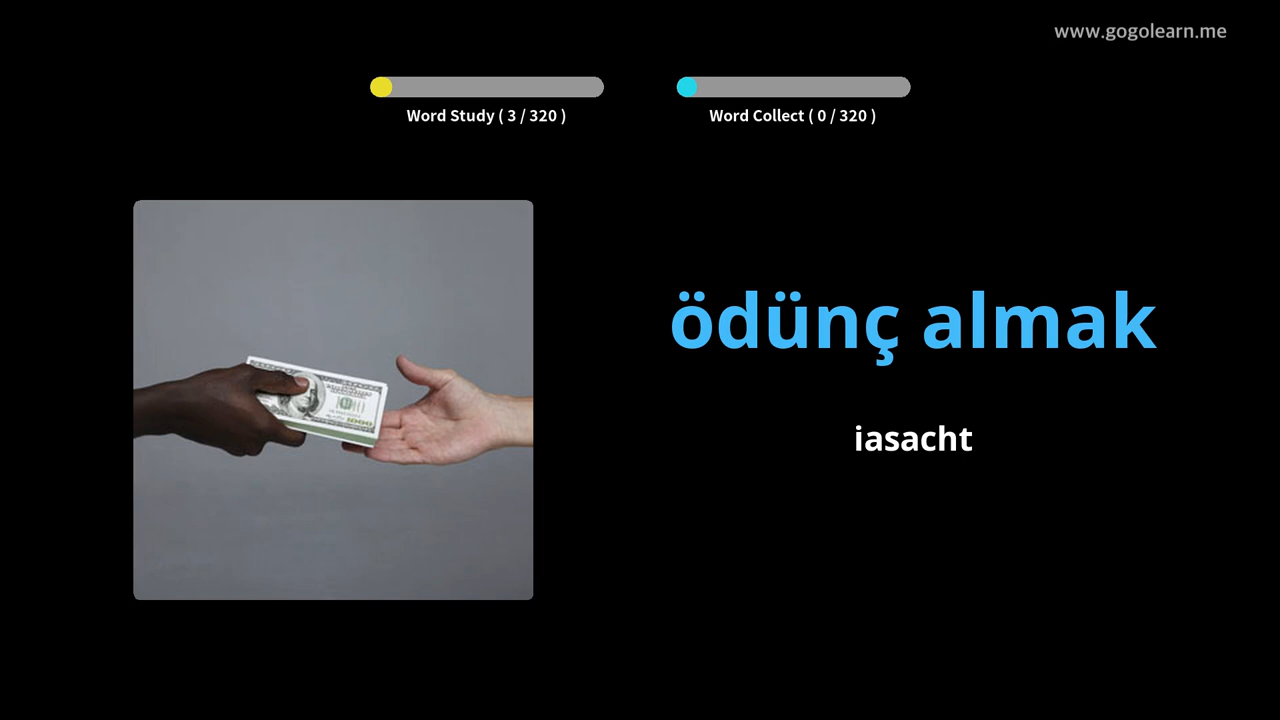 www.gogolearn.me
Word Study ( 3 / 320 )
Word Collect ( 0 / 320 )
ödünç almak
iasacht